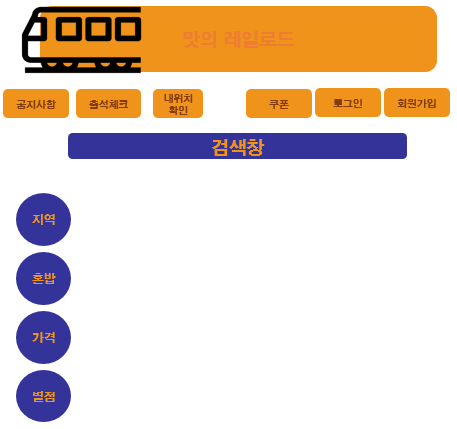 맛의 레일로드
공지사항
출석체크
내위치
확인
쿠폰
로그인
회원가입
검색창
지역
혼밥
가격
별점